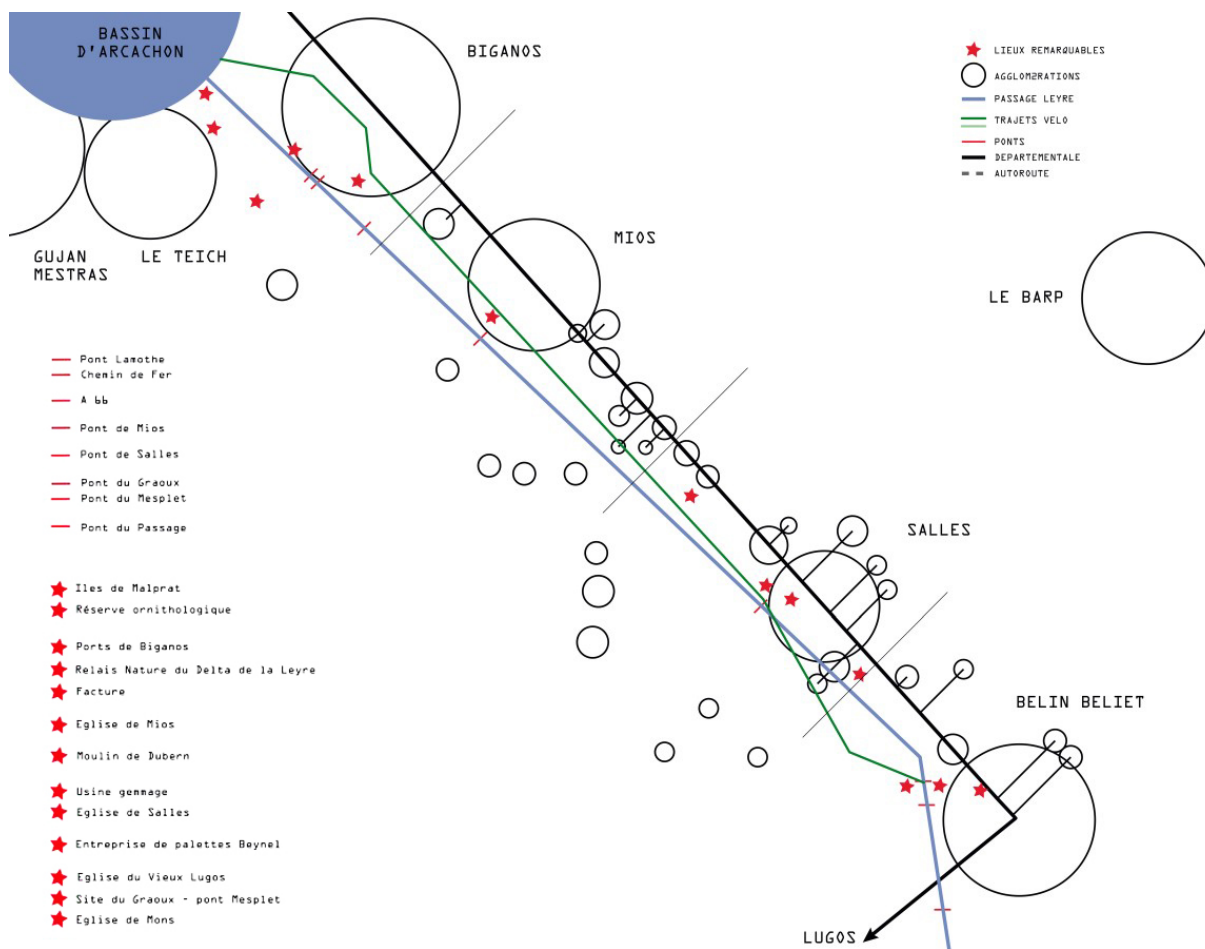 BASSIN
D'ARCACHON
BIGANOS
LIEUX REMARQUABLES
AGGLOM2RATIONS
PASSAGE LEYRE
TRAJETS VELO
PONTS
DEPARTEMENTALE
AUTOROUTE
GUJAN
MESTRAS
LE TEICH
MIOS
LE BARP
Pont Lamothe
Chemin de Fer
A 66
Pont de Mios
Pont de Salles
Pont du Graoux
Pont du Mesplet
Pont du Passage
SALLES
Iles de Malprat
Réserve ornithologique
Ports de Biganos
Relais Nature du Delta de la Leyre
Facture
Eglise de Mios
Moulin de Dubern
Usine gemmage
Eglise de Salles
Entreprise de palettes Beynel
Eglise du Vieux Lugos
Site du Graoux - pont Mesplet
Eglise de Mons
BELIN BELIET
LUGOS